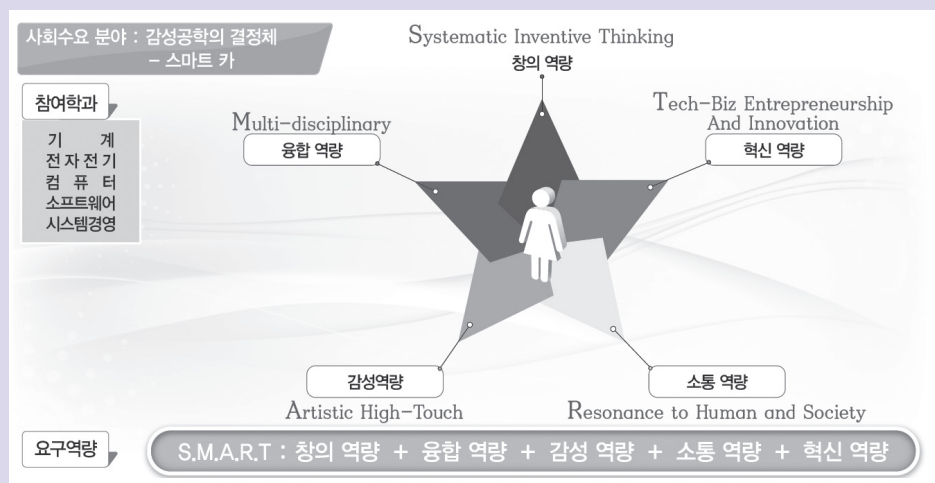 사회수요 분야 : 감성공학의 결정체
- 스마트 카
Systematic Inventive Thinking
창의 역량
참여학과
기 계
전자전기
컴 퓨 터
소프트웨어
시스템경영
Multi-disciplinary
융합 역량
Tech-Biz Entrepreneurship
And Innovation
혁신 역량
감성역량
Artistic High-Touch
소통 역량
Resonance to Human and Society
요구역량
S.M.A.R.T : 창의 역량 + 융합 역량 + 감성 역량 + 소통 역량 + 혁신 역량